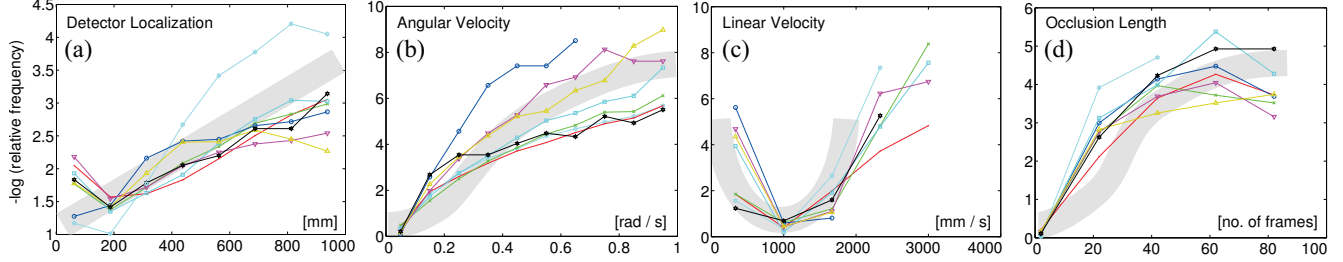 -log (relative frequency)
Detector Localization
(a)
4.5
4
3.5
3
2.5
2
1.5
1
0 200 400 600 800 1000
[mm]
Angular Velocity
(b)
10
8
6
4
2
0
0 0.2 0.4 0.6 0.8 1
[rad / s]
Linear Velocity
(c)
10
8
6
4
2
0
0 1000 2000 3000 4000
[mm / s]
Occlusion Length
(d)
6
5
4
3
2
1
0
0 20 40 60 80 100
[no. of frames]